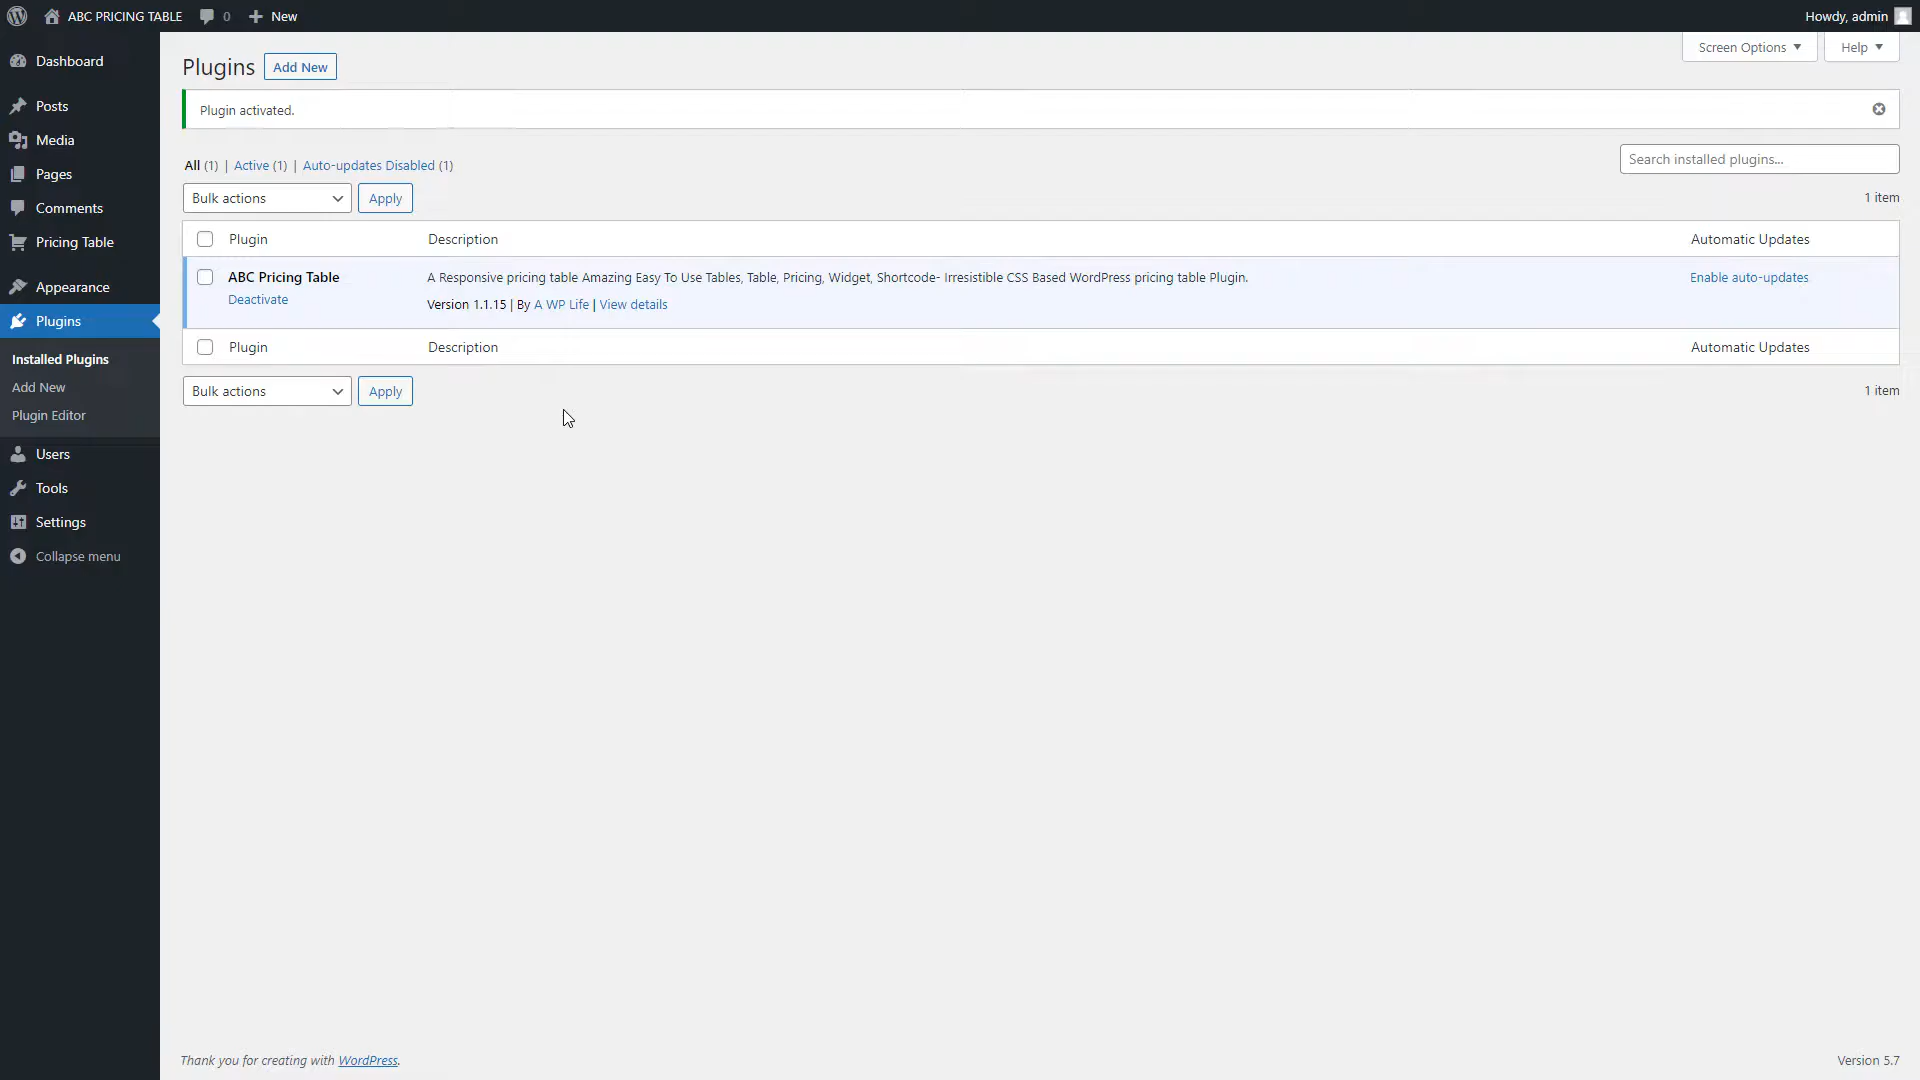 ABC PRICING TABLE 0 New Howdy, admin
Screen Options Help
Dashboard
Posts
Media
Pages
Comments
Pricing Table
Appearance
Plugins
Installed Plugins
Add New
Plugin Editor
Users
Tools
Settings
Collapse menu
Plugins Add New
Plugin activated.
All (1) | Active (1) | Auto-updates Disabled (1)
Search installed plugins...
Bulk actions Apply 1 item
Plugin Description Automatic Updates
ABC Pricing Table A Responsive pricing table Amazing Easy To Use Tables, Table, Pricing, Widget, Shortcode- Irresistible CSS Based WordPress pricing table Plugin. Enable auto-updates
Deactivate Version 1.1.15 | By A WP Life | View details
Plugin Description Automatic Updates
Bulk actions Apply 1 item
Thank you for creating with WordPress. Version 5.7